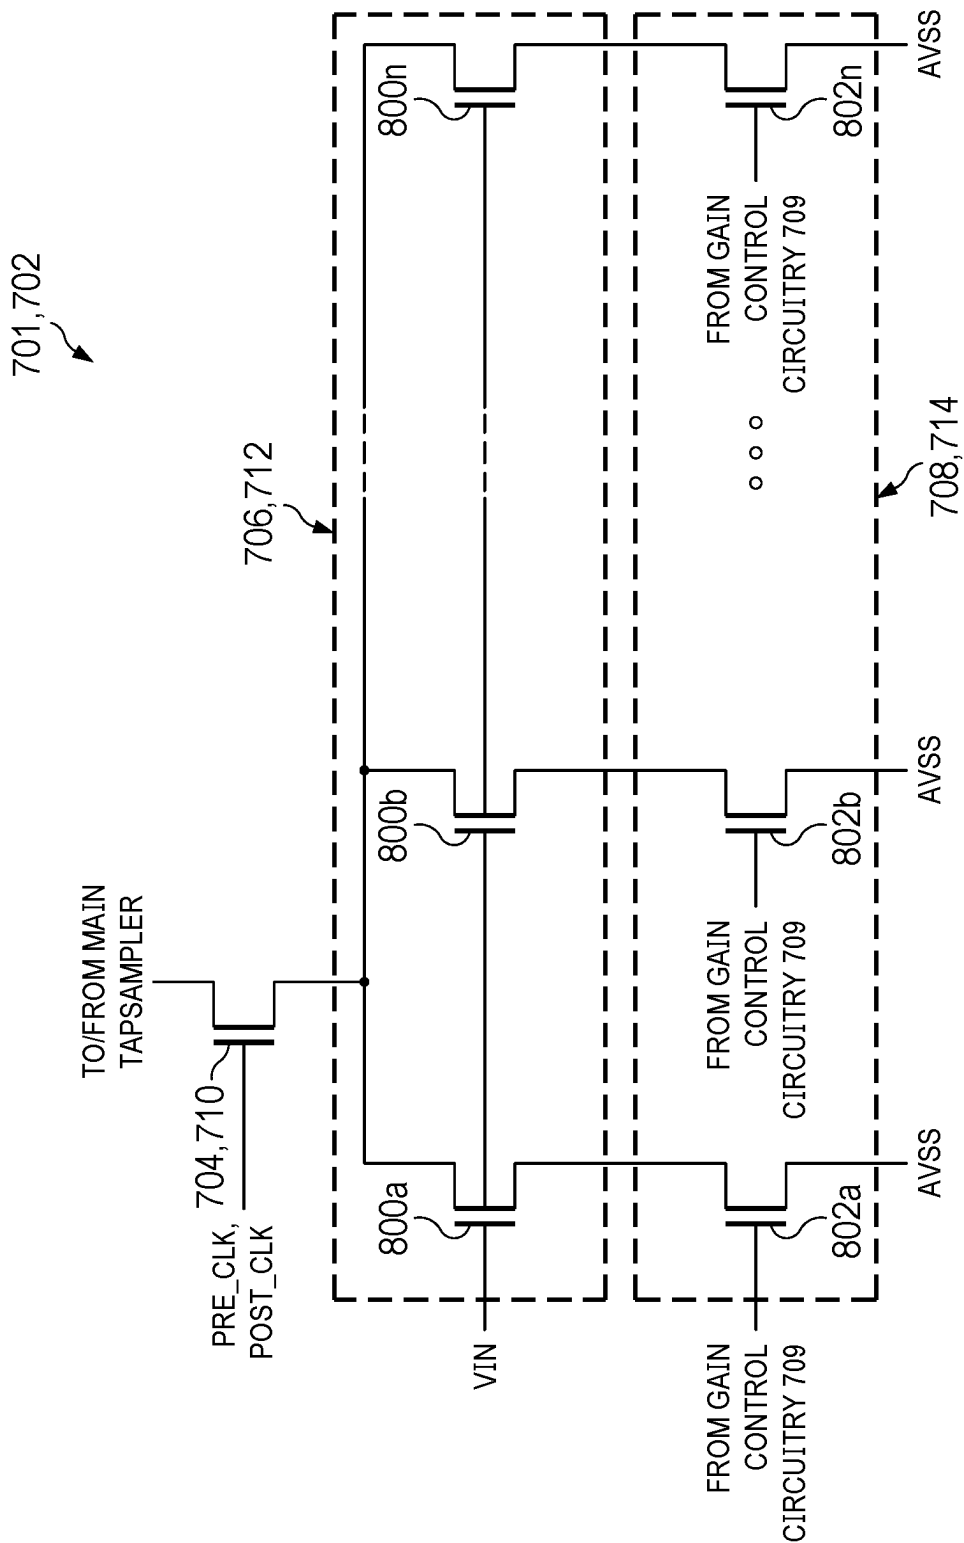 701,702
TO/FROM MAIN
TAPSAMPLER
PRE_CLK,
POST_CLK
704,710
706,712
VIN
800a
800b
800n
FROM GAIN
CONTROL
CIRCUITRY 709
802a
FROM GAIN
CONTROL
CIRCUITRY 709
802b
FROM GAIN
CONTROL
CIRCUITRY 709
802n
708,714
AVSS
AVSS
AVSS